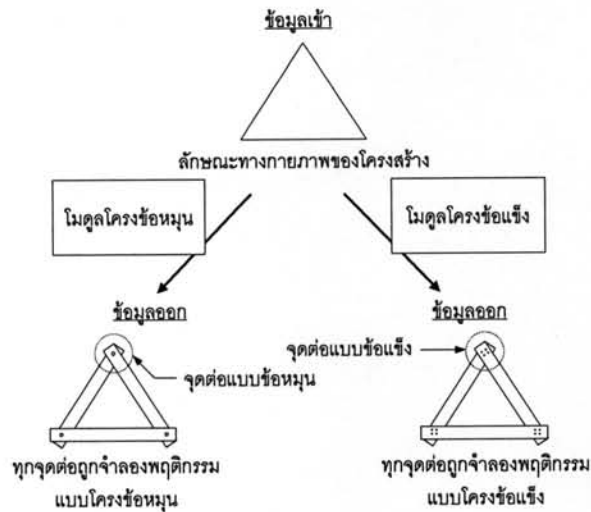 ข้อมูลเข้า
ลักษณะทางกายภาพของโครงสร้าง
โมดูลโครงข้อหมุน
โมดูลโครงข้อแข็ง
ข้อมูลออก
ข้อมูลออก
จุดต่อแบบข้อแข็ง
จุดต่อแบบข้อหมุน
ทุกจุดต่อถูกจำลองพฤติกรรม
แบบโครงข้อหมุน
ทุกจุดต่อถูกจำลองพฤติกรรม
แบบโครงข้อแข็ง